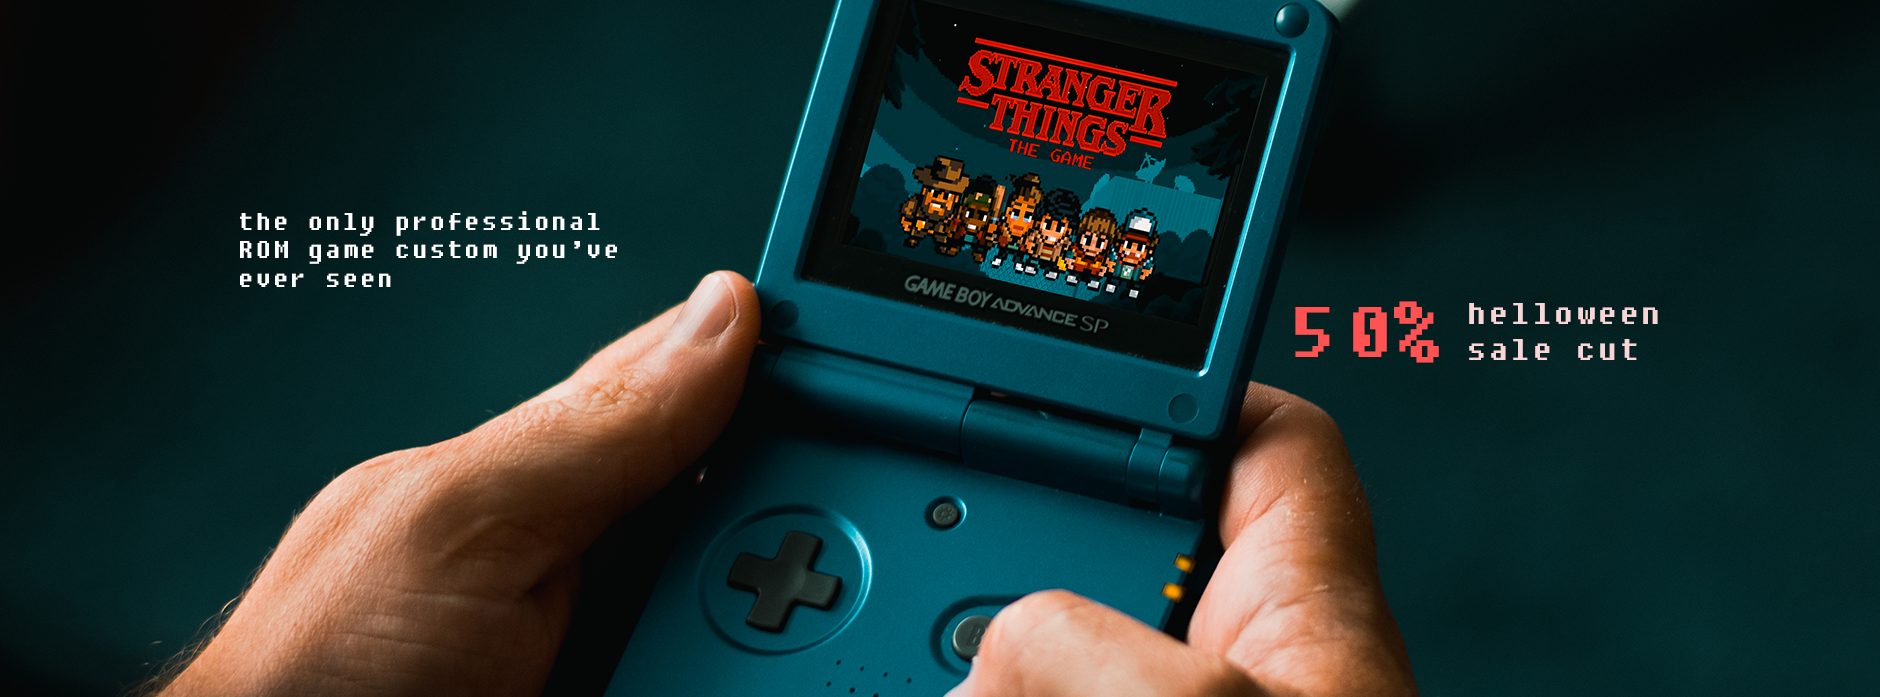 the only professional
ROM game custom you've
ever seen
STRANGER
THINGS
THE GAME
GAME BOY ADVANCE SP
50%
helloween
sale cut
B